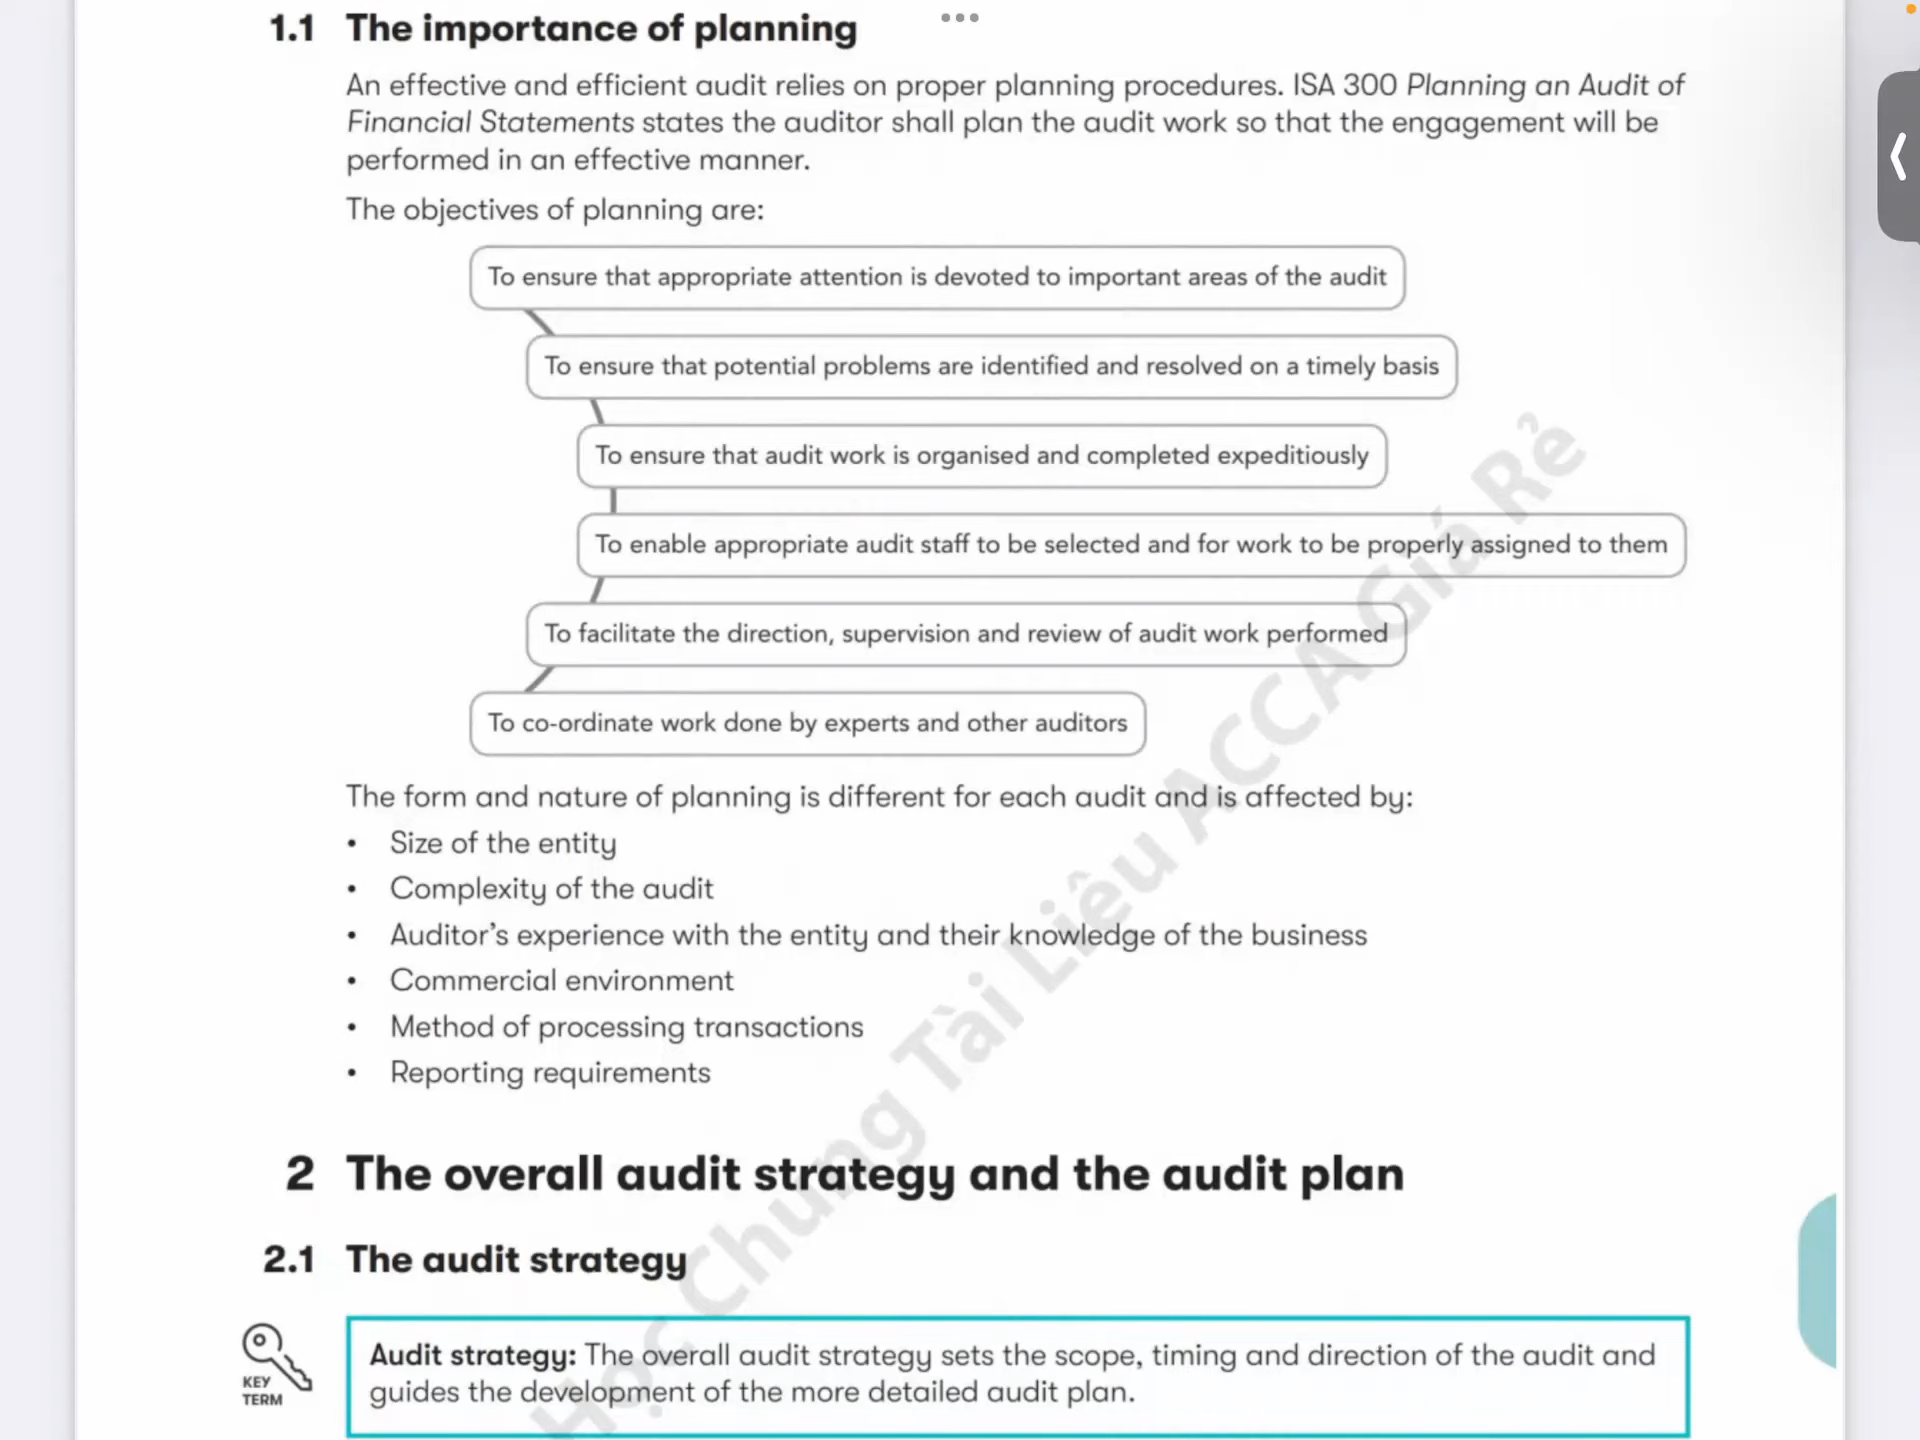 1.1 The importance of planning
An effective and efficient audit relies on proper planning procedures. ISA 300 Planning an Audit of
Financial Statements states the auditor shall plan the audit work so that the engagement will be
performed in an effective manner.
The objectives of planning are:
To ensure that appropriate attention is devoted to important areas of the audit
To ensure that potential problems are identified and resolved on a timely basis
To ensure that audit work is organised and completed expeditiously
To enable appropriate audit staff to be selected and for work to be properly assigned to them
To facilitate the direction, supervision and review of audit work performed
To co-ordinate work done by experts and other auditors
The form and nature of planning is different for each audit and is affected by:
• Size of the entity
• Complexity of the audit
• Auditor's experience with the entity and their knowledge of the business
• Commercial environment
• Method of processing transactions
• Reporting requirements
2 The overall audit strategy and the audit plan
2.1 The audit strategy
KEY
TERM
Audit strategy: The overall audit strategy sets the scope, timing and direction of the audit and
guides the development of the more detailed audit plan.
Học Chung Tài Liệu ACCA Giá Rẻ